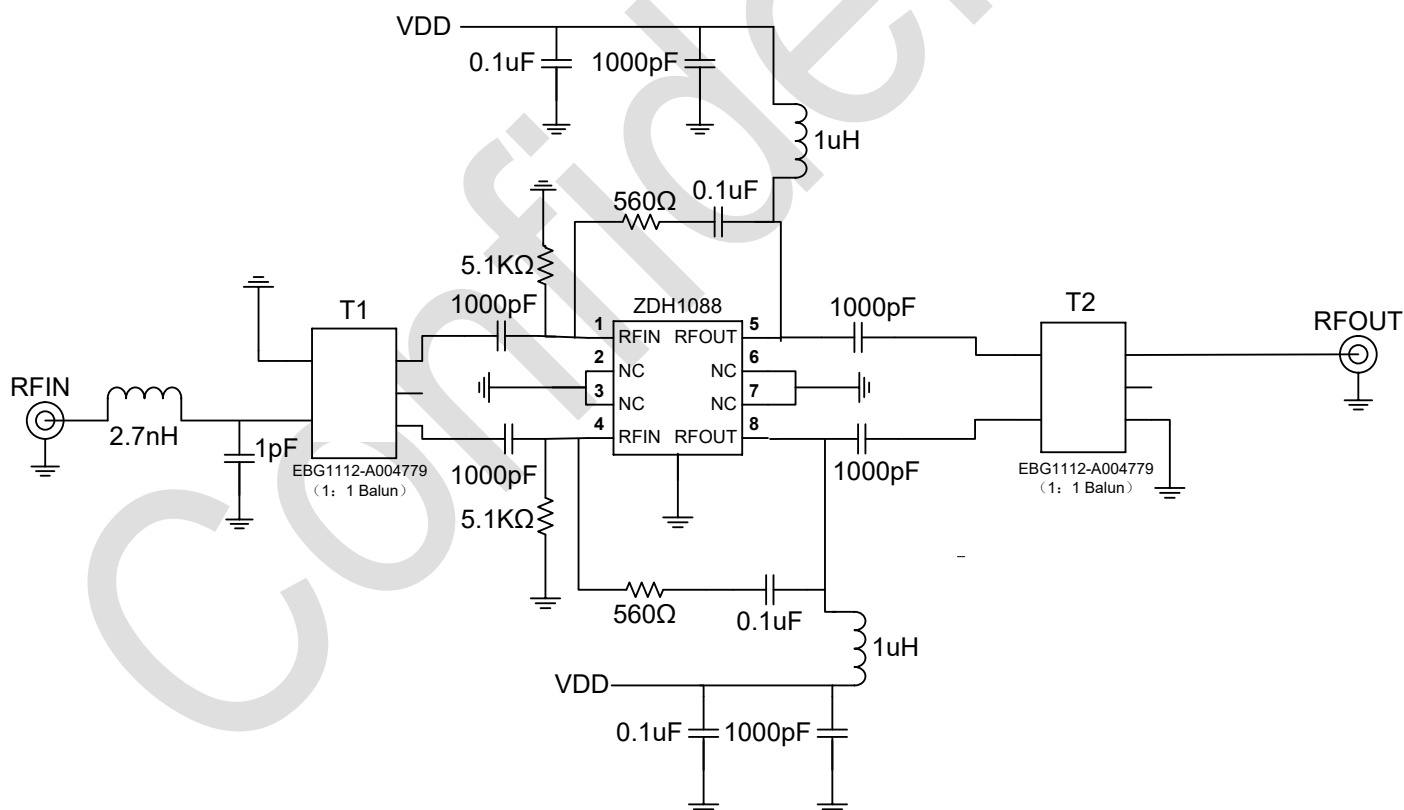 Confiden
VDD
0.1uF
1000pF
1uH
560Ω
0.1uF
5.1KΩ
1000pF
ZDH1088
1000pF
T1
T2
RFIN
RFOUT
1 RFIN RFOUT 5
2 NC NC 6
3 NC NC 7
4 RFIN RFOUT 8
2.7nH
1pF
EBG1112-A004779
（1：1 Balun）
1000pF
1000pF
EBG1112-A004779
（1：1 Balun）
5.1KΩ
560Ω
0.1uF
1uH
VDD
0.1uF
1000pF